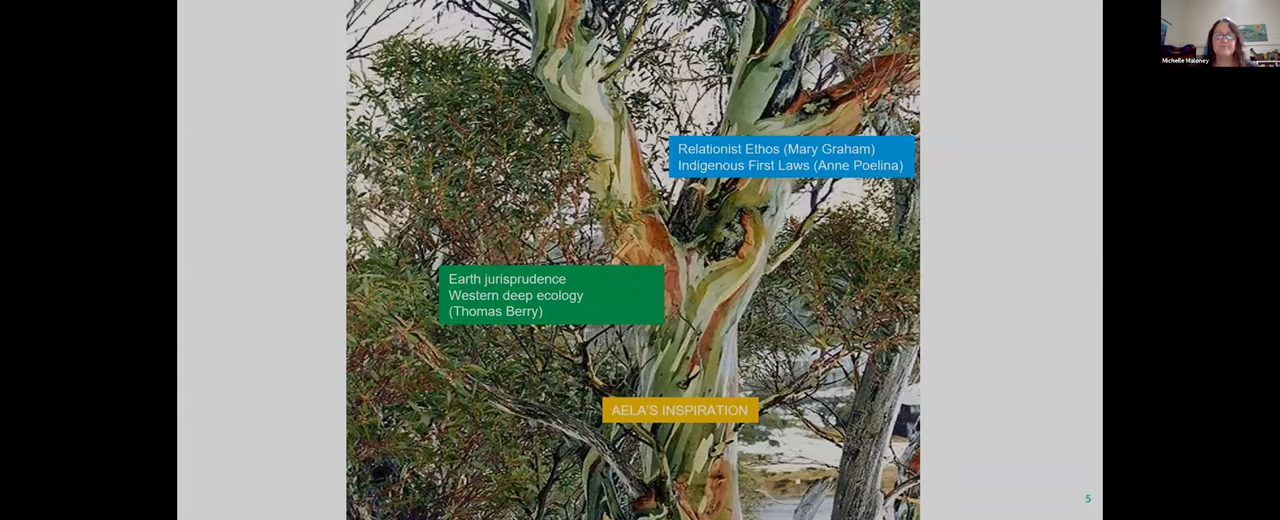 Michelle Maloney
Relationist Ethos (Mary Graham)
Indigenous First Laws (Anne Poelina)
Earth jurisprudence
Western deep ecology
(Thomas Berry)
AELA'S INSPIRATION
5